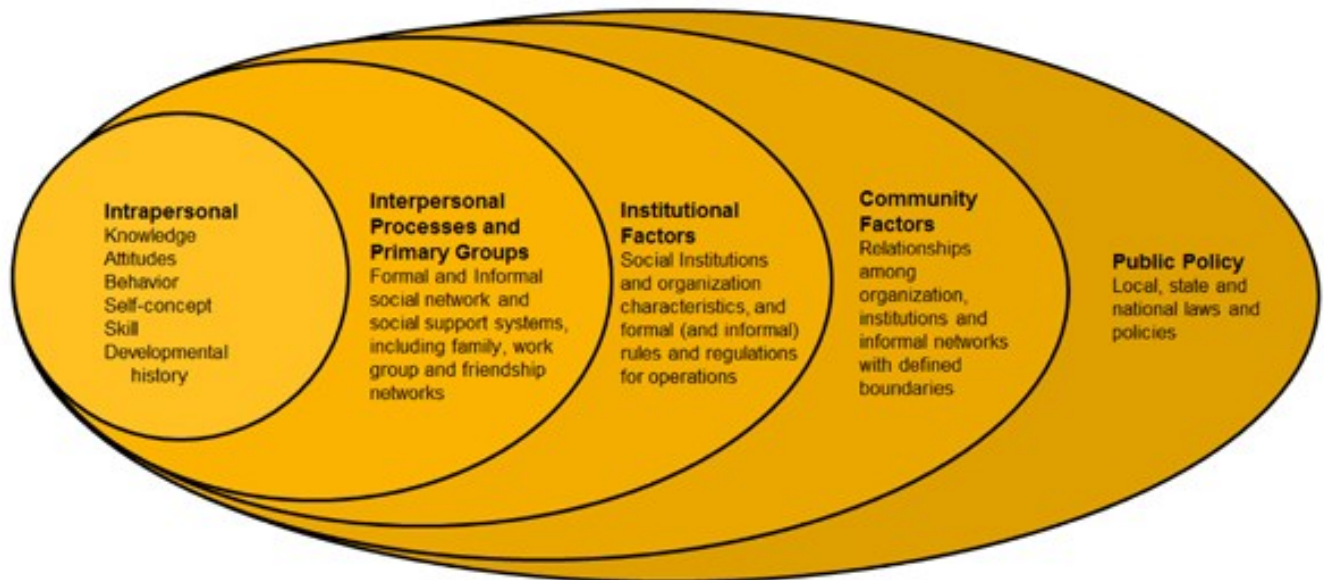 Intrapersonal
Knowledge
Attitudes
Behavior
Self-concept
Skill
Developmental
history
Interpersonal
Processes and
Primary Groups
Formal and Informal
social network and
social support systems,
including family, work
group and friendship
networks
Institutional
Factors
Social Institutions
and organization
characteristics, and
formal (and informal)
rules and regulations
for operations
Community
Factors
Relationships
among
organization,
institutions and
informal networks
with defined
boundaries
Public Policy
Local, state and
national laws and
policies